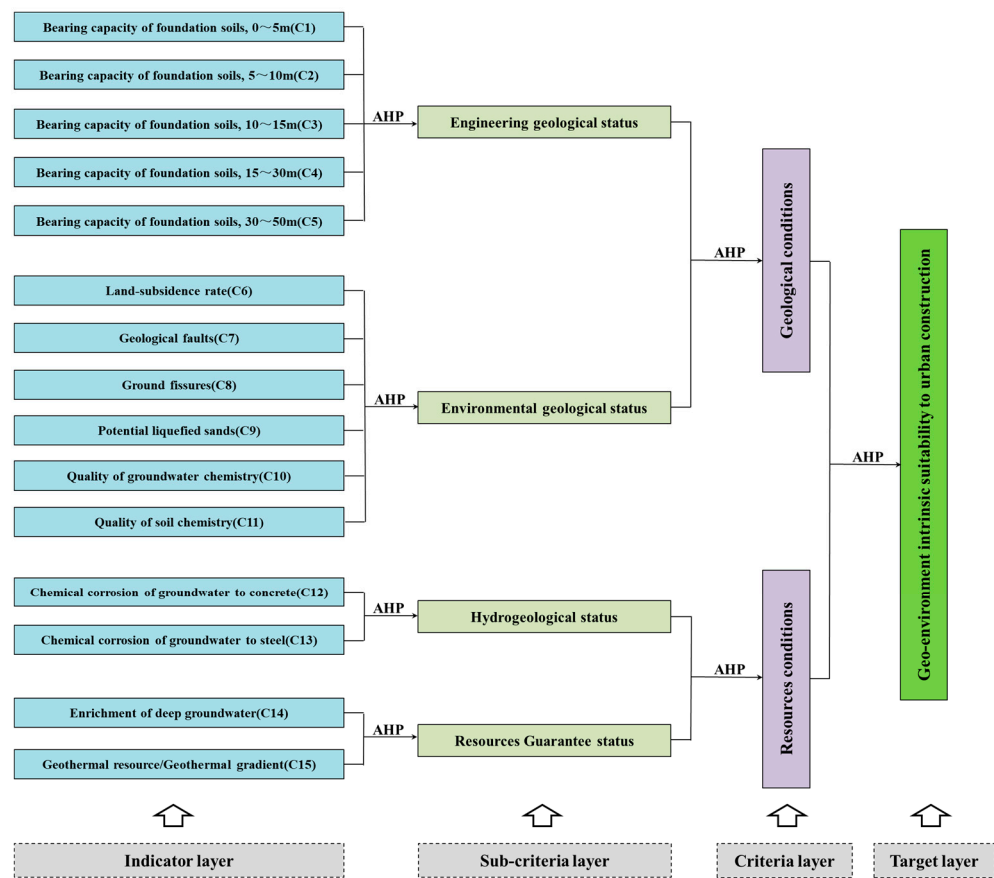 Bearing capacity of foundation soils, 0～5m(C1)
Bearing capacity of foundation soils, 5～10m(C2)
Bearing capacity of foundation soils, 10～15m(C3)
Bearing capacity of foundation soils, 15～30m(C4)
Bearing capacity of foundation soils, 30～50m(C5)
AHP
Engineering geological status
Land-subsidence rate(C6)
Geological faults(C7)
Ground fissures(C8)
Potential liquefied sands(C9)
Quality of groundwater chemistry(C10)
Quality of soil chemistry(C11)
AHP
Environmental geological status
AHP
Geological conditions
Chemical corrosion of groundwater to concrete(C12)
Chemical corrosion of groundwater to steel(C13)
AHP
Hydrogeological status
Enrichment of deep groundwater(C14)
Geothermal resource/Geothermal gradient(C15)
AHP
Resources Guarantee status
AHP
Resources conditions
AHP
Geo-environment intrinsic suitability to urban construction
Indicator layer
Sub-criteria layer
Criteria layer
Target layer